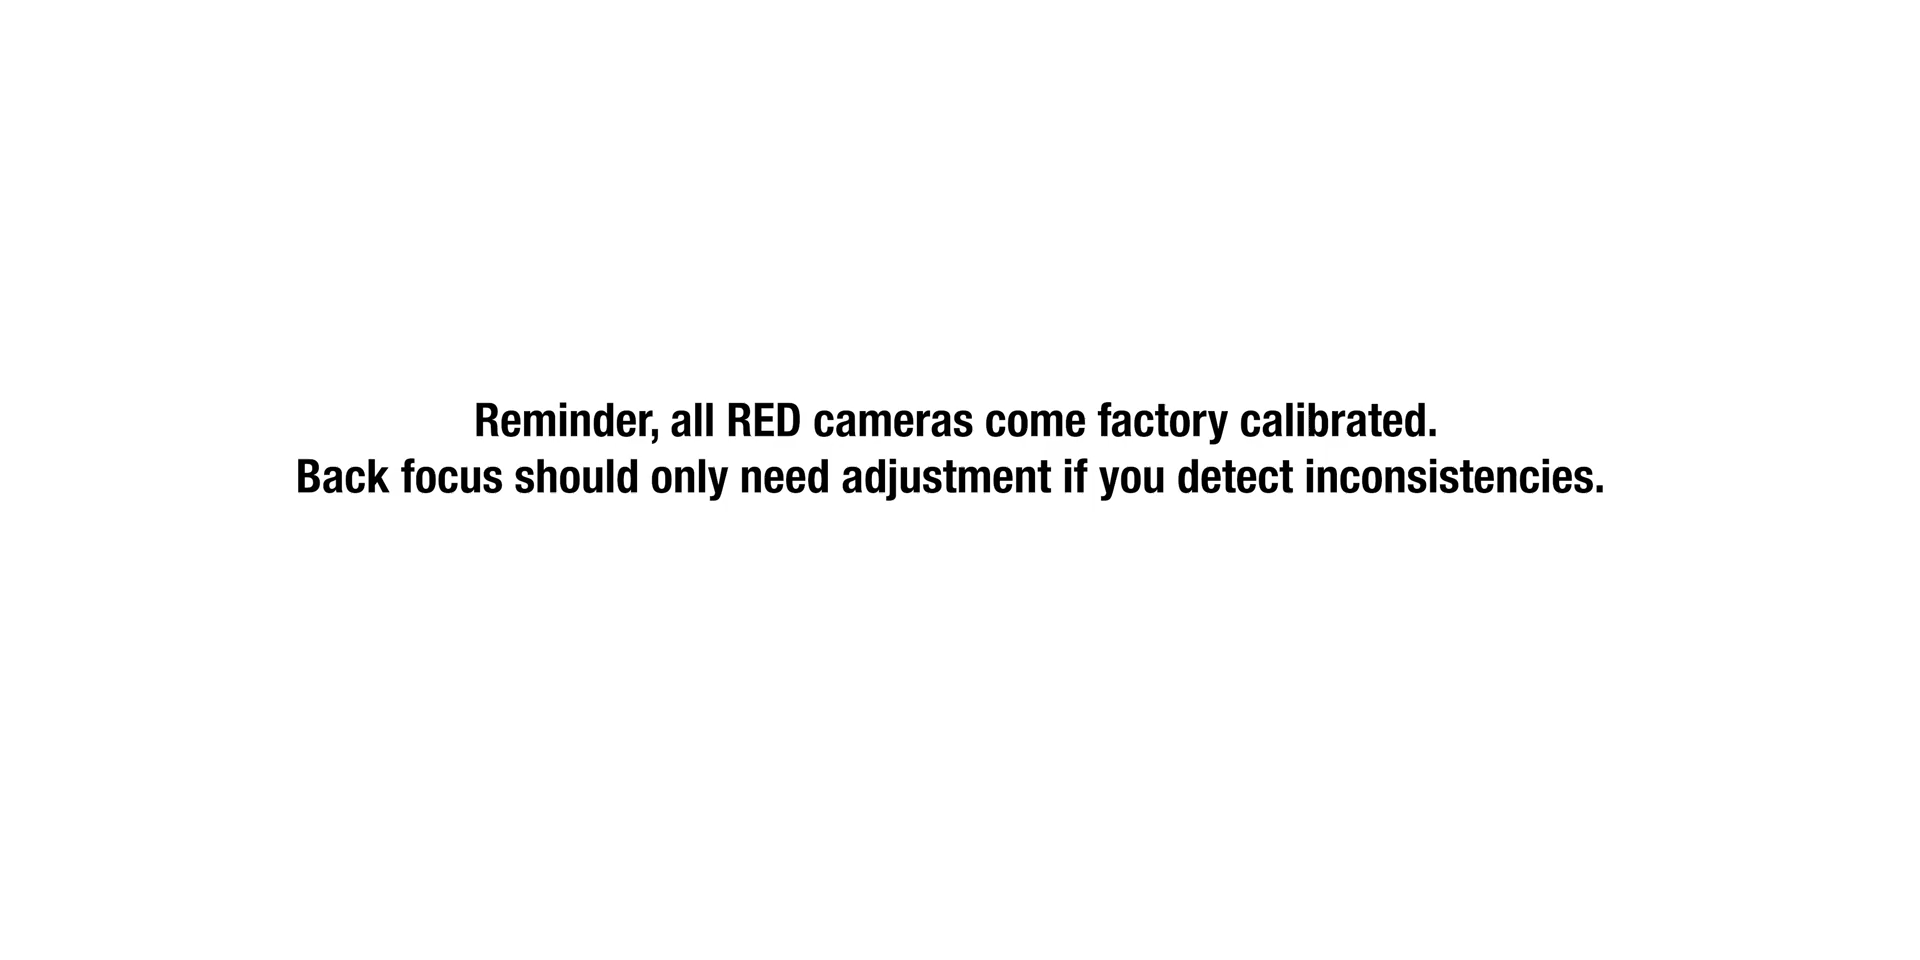 Reminder, all RED cameras come factory calibrated.
Back focus should only need adjustment if you detect inconsistencies.